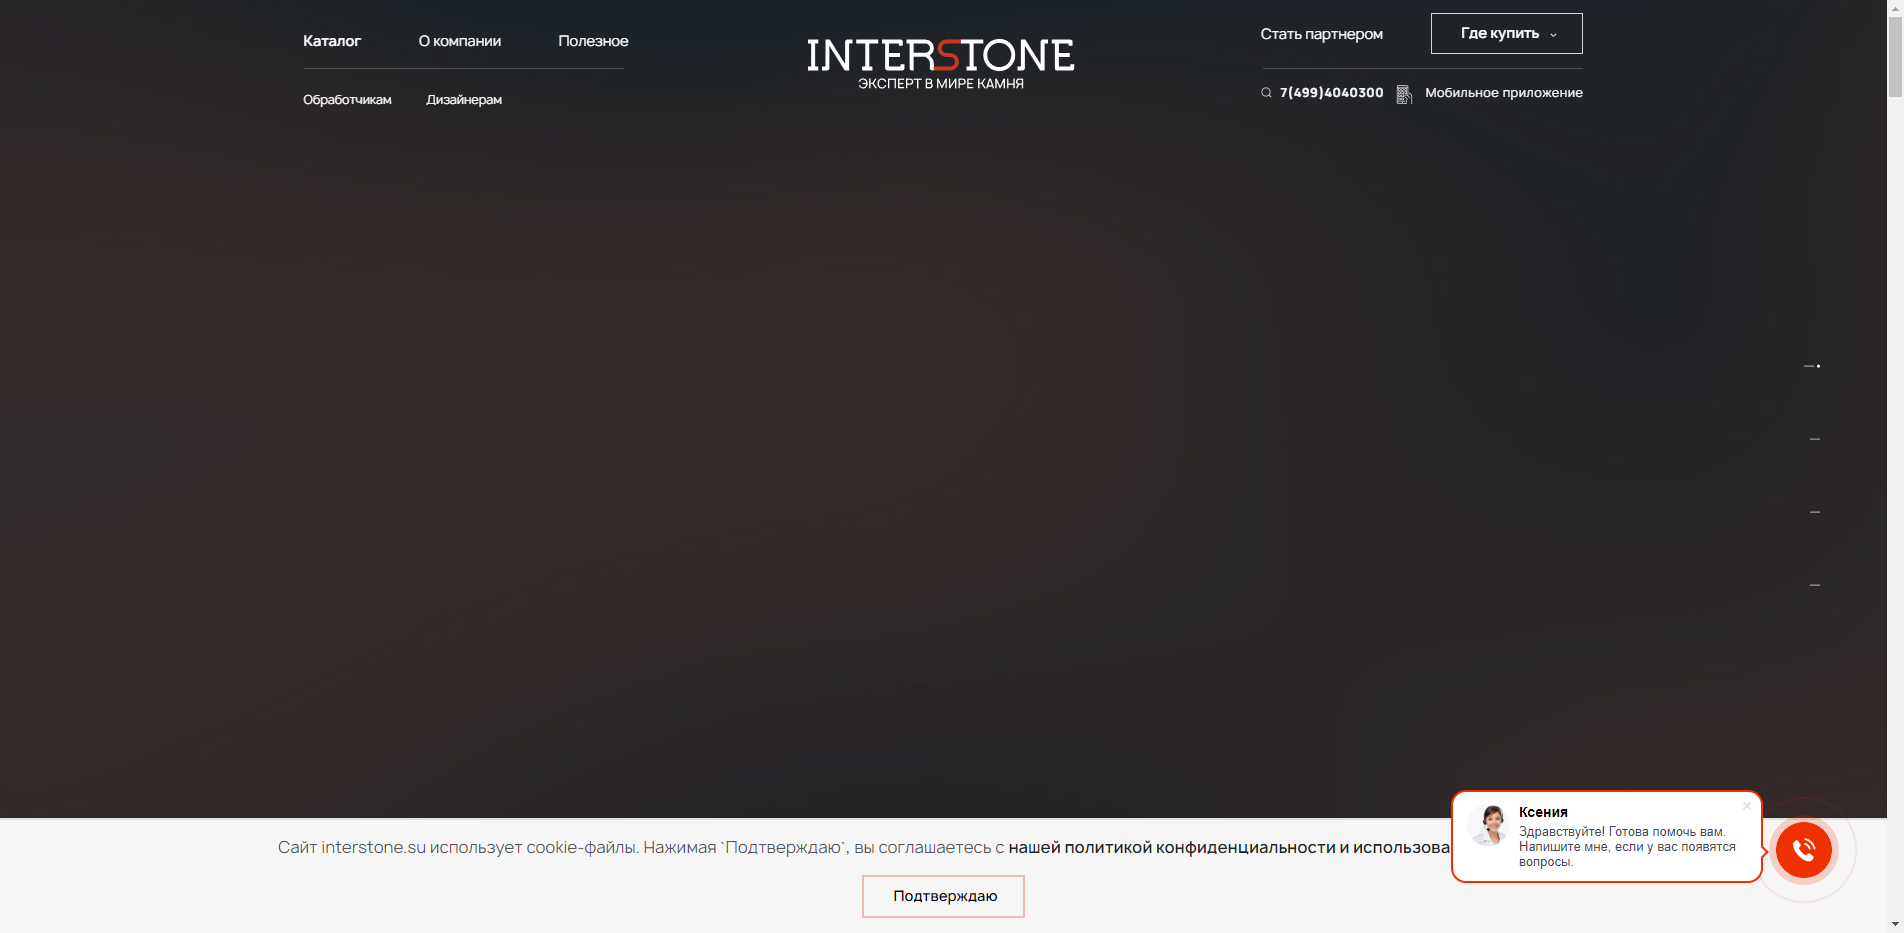 Каталог
О компании
Полезное
Обработчикам
Дизайнерам
INTERSTONE
ЭКСПЕРТ В МИРЕ КАМНЯ
Стать партнером
Где купить
7(499)4040300
Мобильное приложение
Сайт interstone.su использует cookie-файлы. Нажимая `Подтверждаю`, вы соглашаетесь с нашей политикой конфиденциальности и использова
Подтверждаю
Ксения
Здравствуйте! Готова помочь вам.
Напишите мне, если у вас появятся
вопросы.